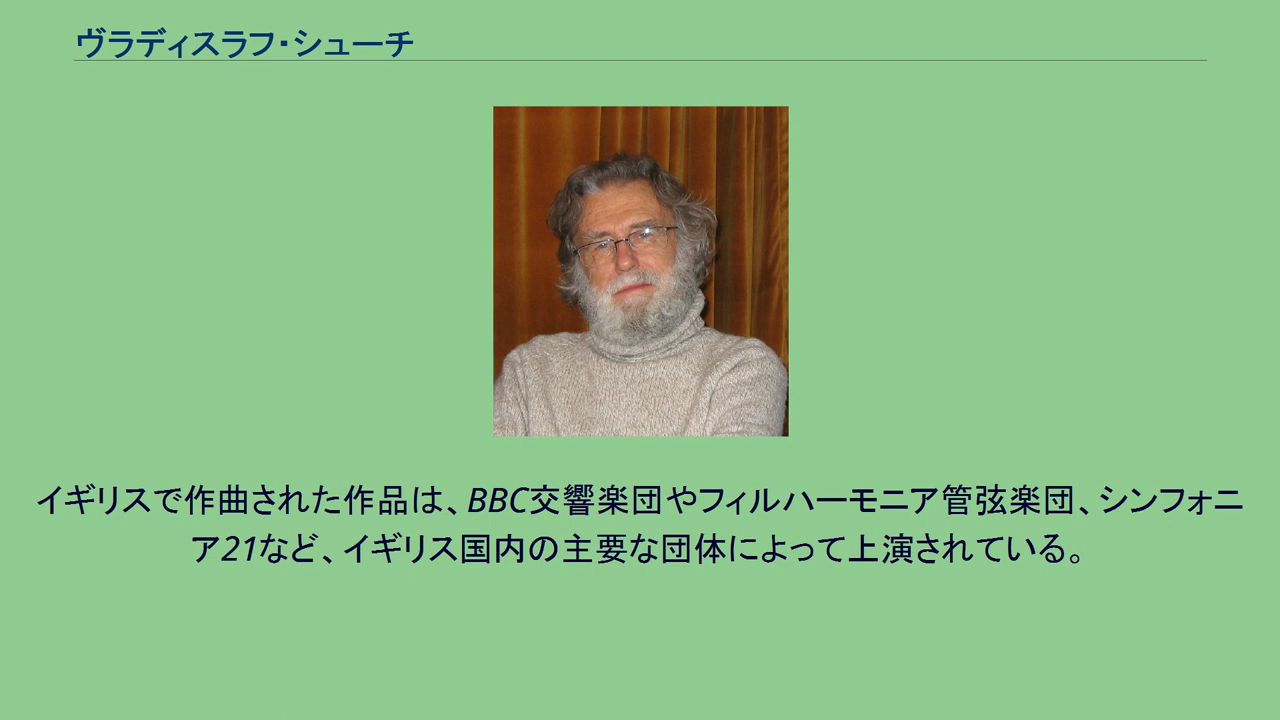 ヴラディスラフ・シューチ
イギリスで作曲された作品は、BBC交響楽団やフィルハーモニア管弦楽団、シンフォニ
ア21など、イギリス国内の主要な団体によって上演されている。